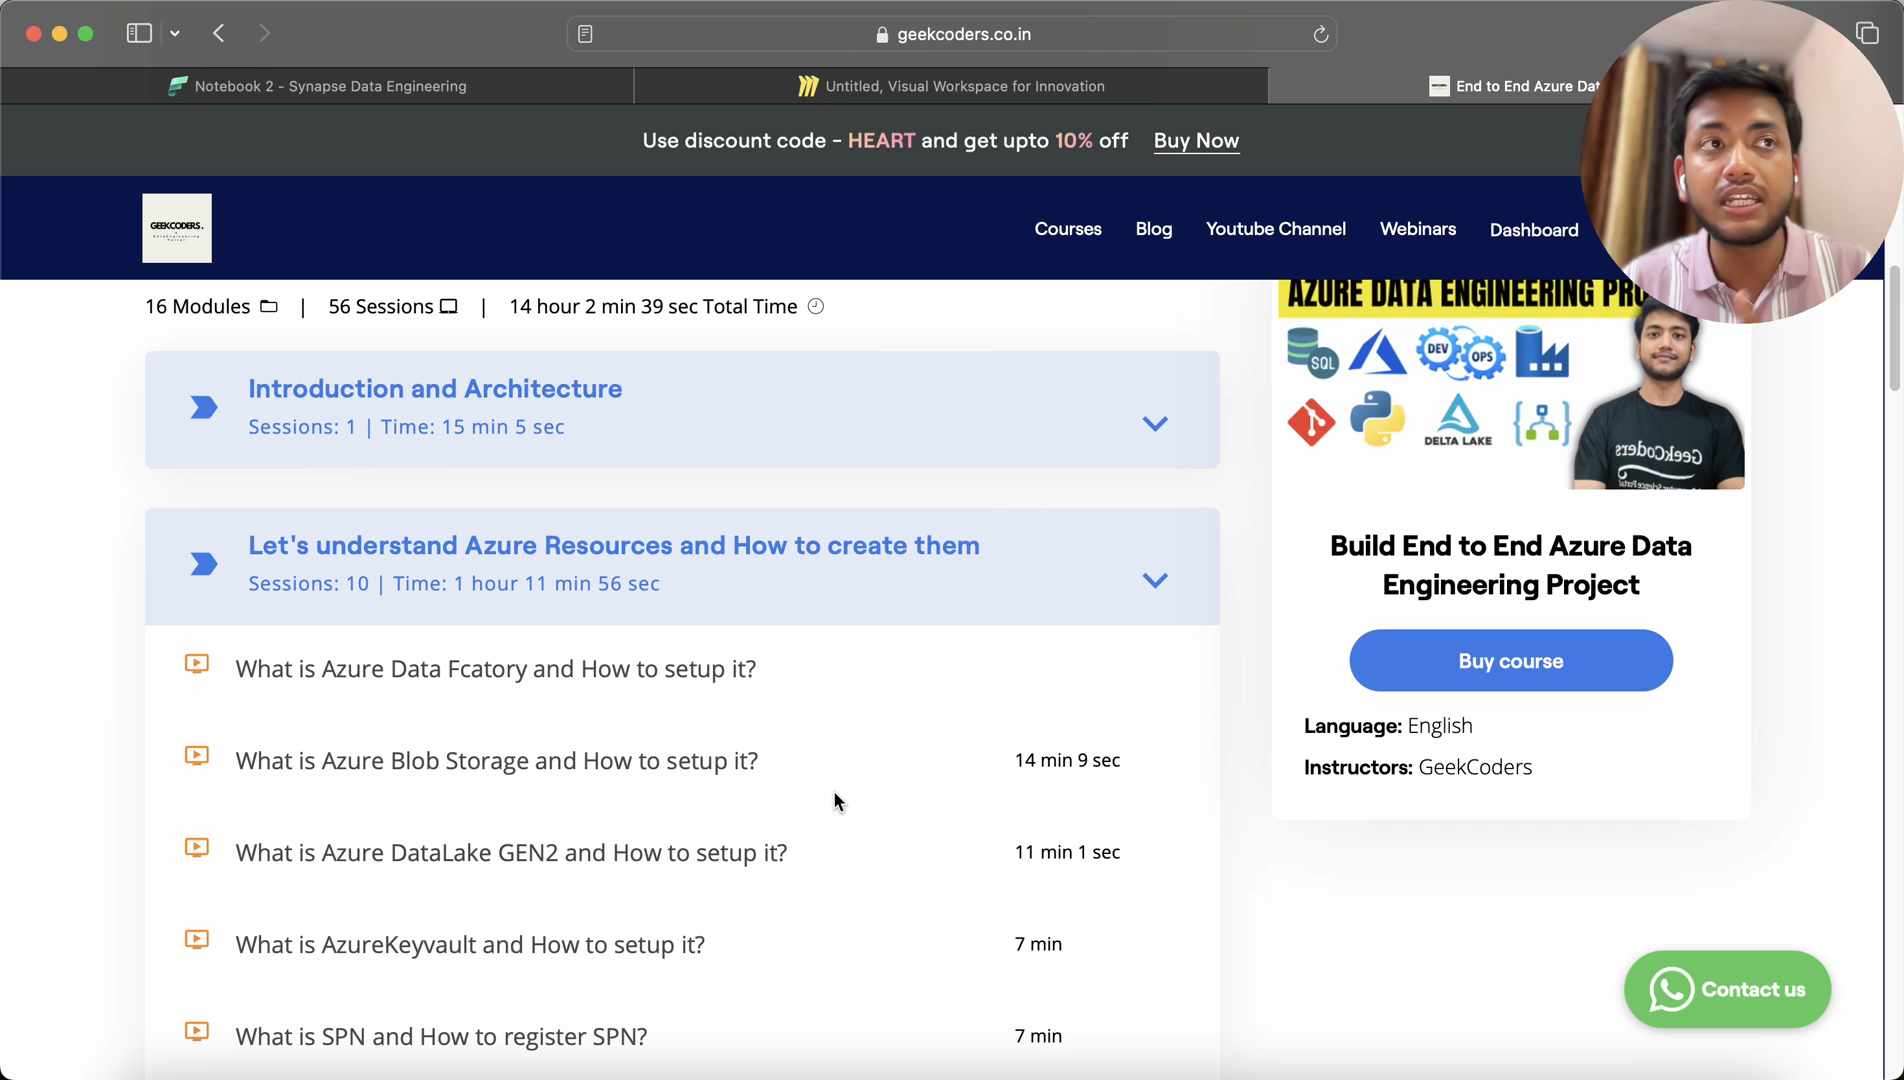 geekcoders.co.in
Notebook 2 - Synapse Data Engineering
Untitled, Visual Workspace for Innovation
End to End Azure Dat
Use discount code - HEART and get upto 10% off Buy Now
GEEKCODERS.
Courses
Blog
Youtube Channel
Webinars
Dashboard
16 Modules | 56 Sessions | 14 hour 2 min 39 sec Total Time
Introduction and Architecture
Sessions: 1 | Time: 15 min 5 sec
Let's understand Azure Resources and How to create them
Sessions: 10 | Time: 1 hour 11 min 56 sec
What is Azure Data Fcatory and How to setup it?
What is Azure Blob Storage and How to setup it? 14 min 9 sec
What is Azure DataLake GEN2 and How to setup it? 11 min 1 sec
What is AzureKeyvault and How to setup it? 7 min
What is SPN and How to register SPN? 7 min
AZURE DATA ENGINEERING PRO
SQL
DEV
OPS
DELTA LAKE
GeekCoders
Build End to End Azure Data
Engineering Project
Buy course
Language: English
Instructors: GeekCoders
Contact us